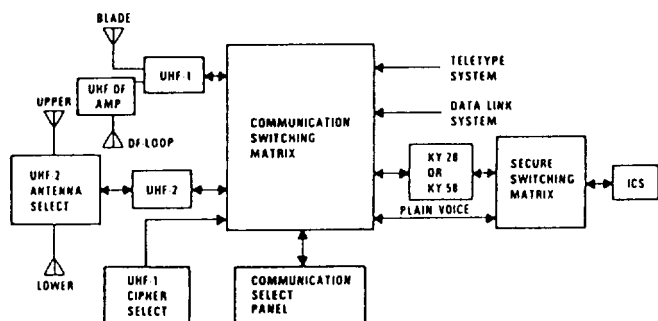 BLADE
UHF-1
UHF DF
AMP
UPPER
DF-LOOP
UHF-2
ANTENNA
SELECT
UHF-2
LOWER
UHF-1
CIPHER
SELECT
COMMUNICATION
SWITCHING
MATRIX
COMMUNICATION
SELECT
PANEL
TELETYPE
SYSTEM
DATA LINK
SYSTEM
KY 28
OR
KY 58
PLAIN VOICE
SECURE
SWITCHING
MATRIX
ICS